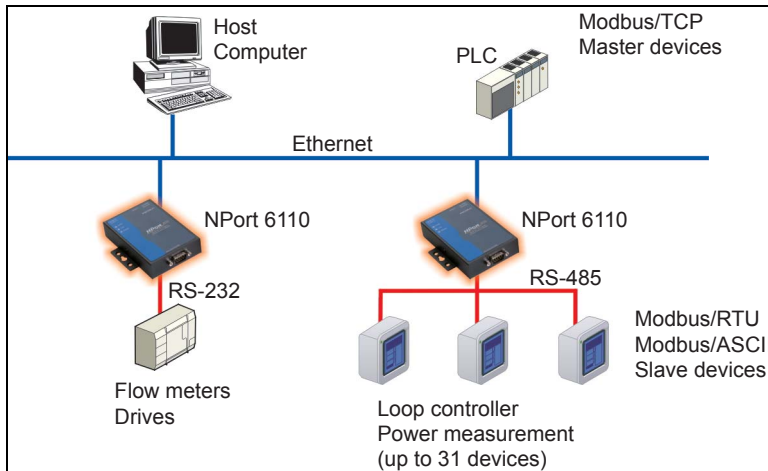 Host
Computer
PLC
Modbus/TCP
Master devices
Ethernet
NPort 6110
NPort 6110
RS-232
RS-485
Flow meters
Drives
Loop controller
Power measurement
(up to 31 devices)
Modbus/RTU
Modbus/ASCI
Slave devices